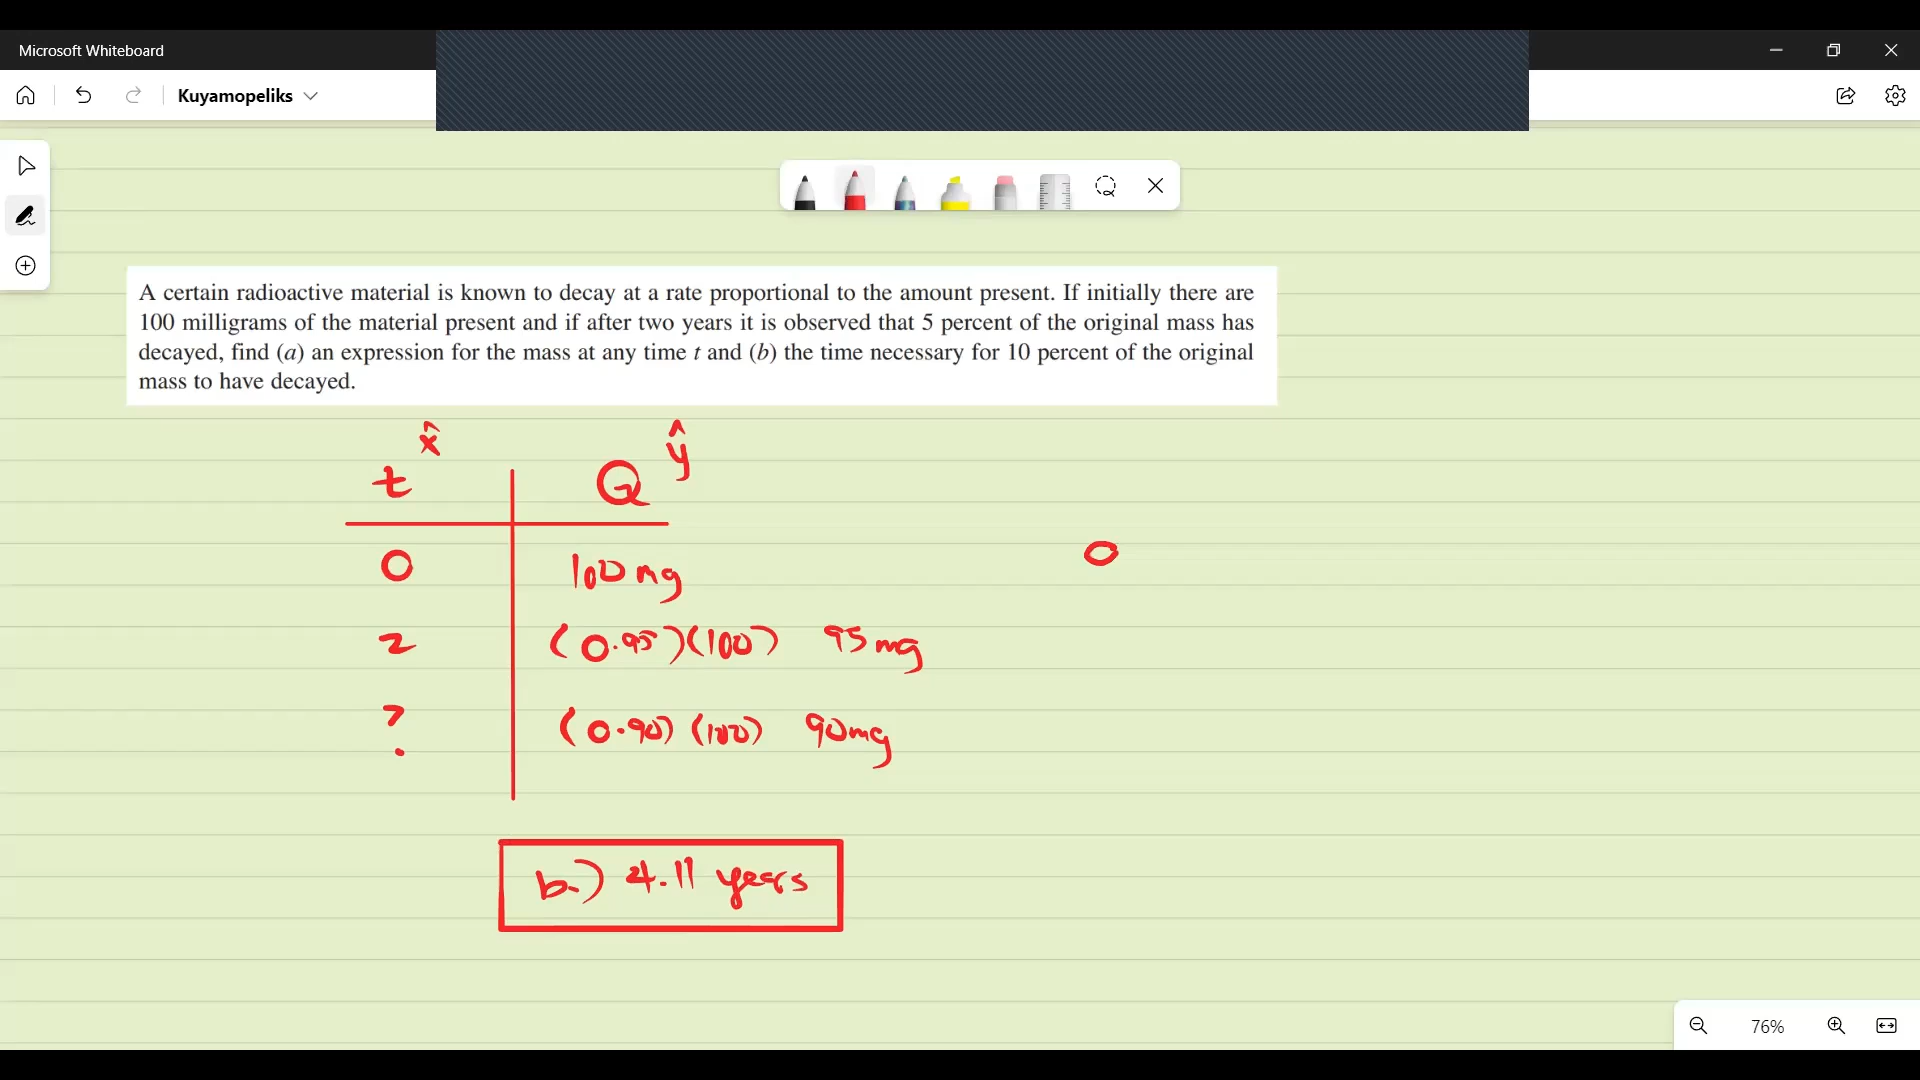 Microsoft Whiteboard
Kuyamopeliks
A certain radioactive material is known to decay at a rate proportional to the amount present. If initially there are
100 milligrams of the material present and if after two years it is observed that 5 percent of the original mass has
decayed, find (a) an expression for the mass at any time t and (b) the time necessary for 10 percent of the original
mass to have decayed.
x̂ ŷ
t Q
0 100 mg 0
2 (0.95)(100) 95 mg
? (0.90)(100) 90 mg
b.) 4.11 years
76%